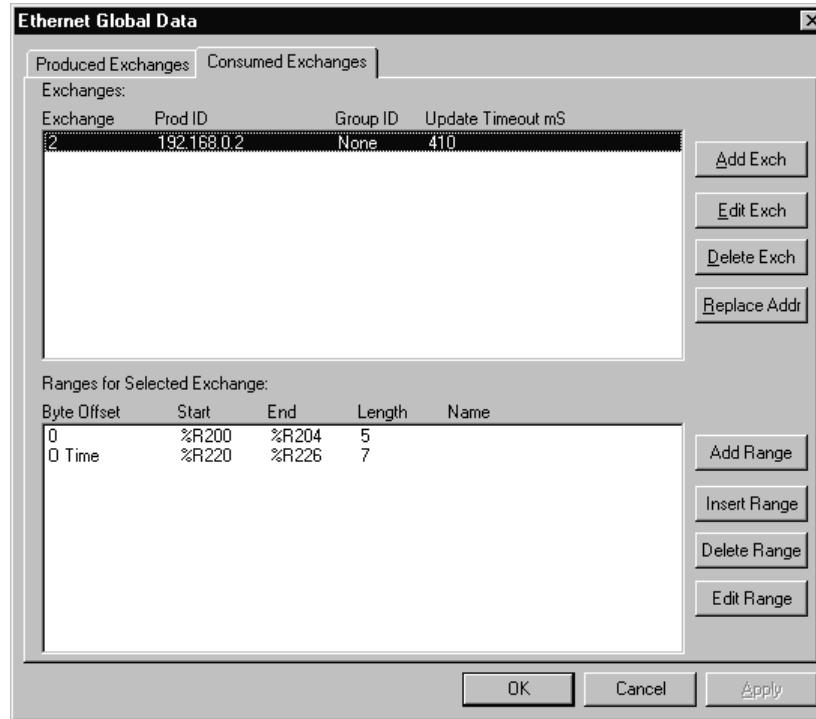 Ethernet Global Data
Produced Exchanges Consumed Exchanges
Exchanges:
Exchange Prod ID Group ID Update Timeout mS
2 192.168.0.2 None 410
Add Exch
Edit Exch
Delete Exch
Replace Addr
Ranges for Selected Exchange:
Byte Offset Start End Length Name
0 %R200 %R204 5
O Time %R220 %R226 7
Add Range
Insert Range
Delete Range
Edit Range
OK Cancel Apply